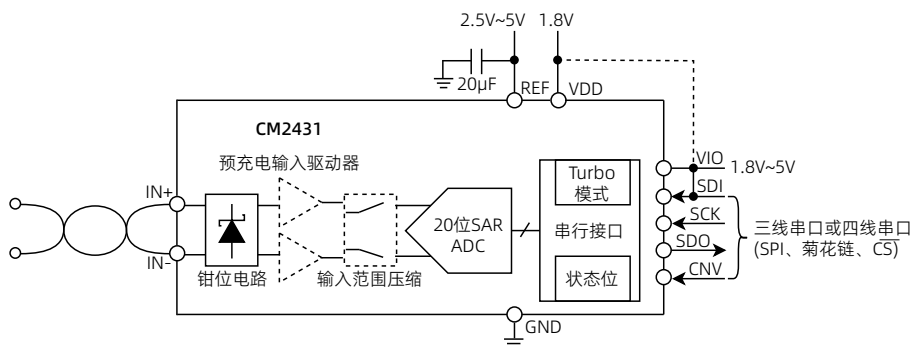 2.5V~5V
1.8V
20μF
REF
VDD
CM2431
预充电输入驱动器
IN+
IN-
钳位电路
输入范围压缩
20位SAR
ADC
Turbo
模式
串行接口
状态位
VIO
1.8V~5V
SDI
SCK
SDO
CNV
三线串口或四线串口
(SPI、菊花链、C̅S̅)
GND